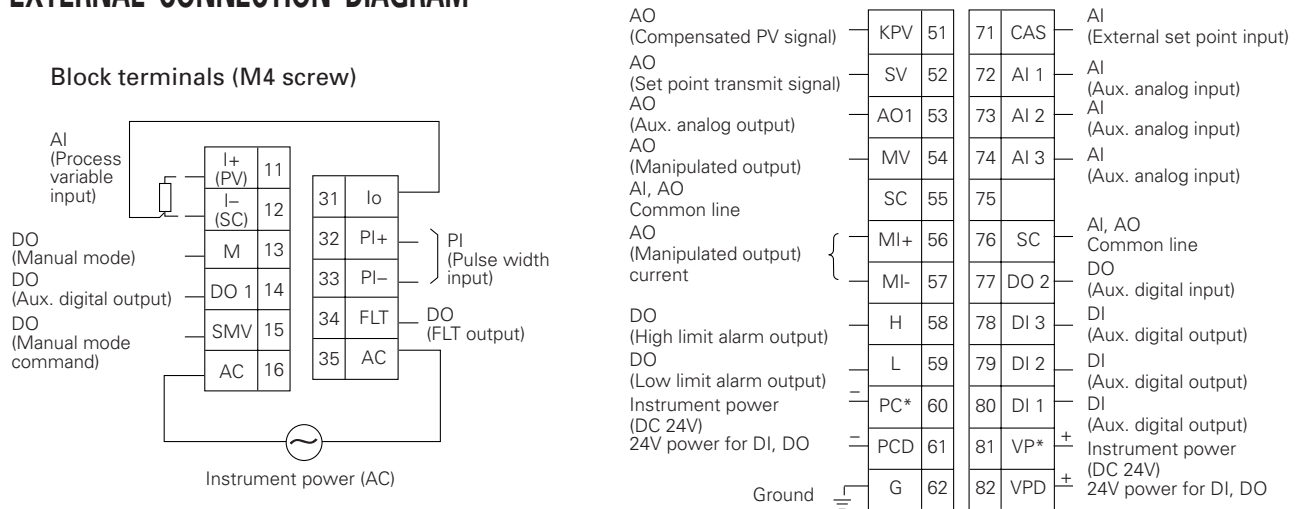 EXTERNAL CONNECTION DIAGRAM
Block terminals (M4 screw)
AI
(Process
variable
input)
I+
(PV)
11
I–
(SC)
12
DO
(Manual mode)
M 13
DO
(Aux. digital output)
DO 1 14
DO
(Manual mode
command)
SMV 15
AC 16
31 Io
32 PI+
33 PI–
PI
(Pulse width
input)
34 FLT
DO
(FLT output)
35 AC
Instrument power (AC)
AO
(Compensated PV signal)
KPV 51
AO
(Set point transmit signal)
SV 52
AO
(Aux. analog output)
AO1 53
AO
(Manipulated output)
MV 54
AI, AO
Common line
SC 55
AO
(Manipulated output)
current
MI+ 56
MI- 57
DO
(High limit alarm output)
H 58
DO
(Low limit alarm output)
L 59
Instrument power
(DC 24V)
– PC* 60
24V power for DI, DO
– PCD 61
Ground
G 62
71 CAS
AI
(External set point input)
72 AI 1
AI
(Aux. analog input)
73 AI 2
AI
(Aux. analog input)
74 AI 3
AI
(Aux. analog input)
75
76 SC
AI, AO
Common line
77 DO 2
DO
(Aux. digital input)
78 DI 3
DI
(Aux. digital output)
79 DI 2
DI
(Aux. digital output)
80 DI 1
DI
(Aux. digital output)
81 VP* +
Instrument power
(DC 24V)
82 VPD +
24V power for DI, DO